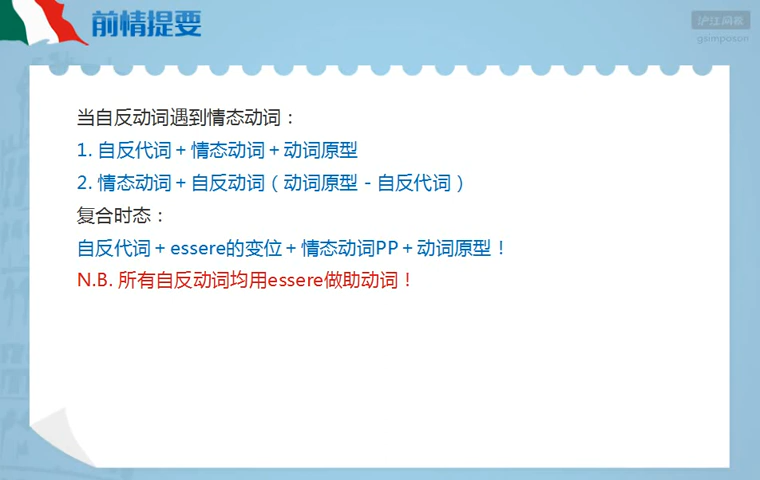 前情提要
沪江网校
gsimposon
当自反动词遇到情态动词：
1. 自反代词＋情态动词＋动词原型
2. 情态动词＋自反动词（动词原型－自反代词）
复合时态：
自反代词＋essere的变位＋情态动词PP＋动词原型！
N.B. 所有自反动词均用essere做助动词！